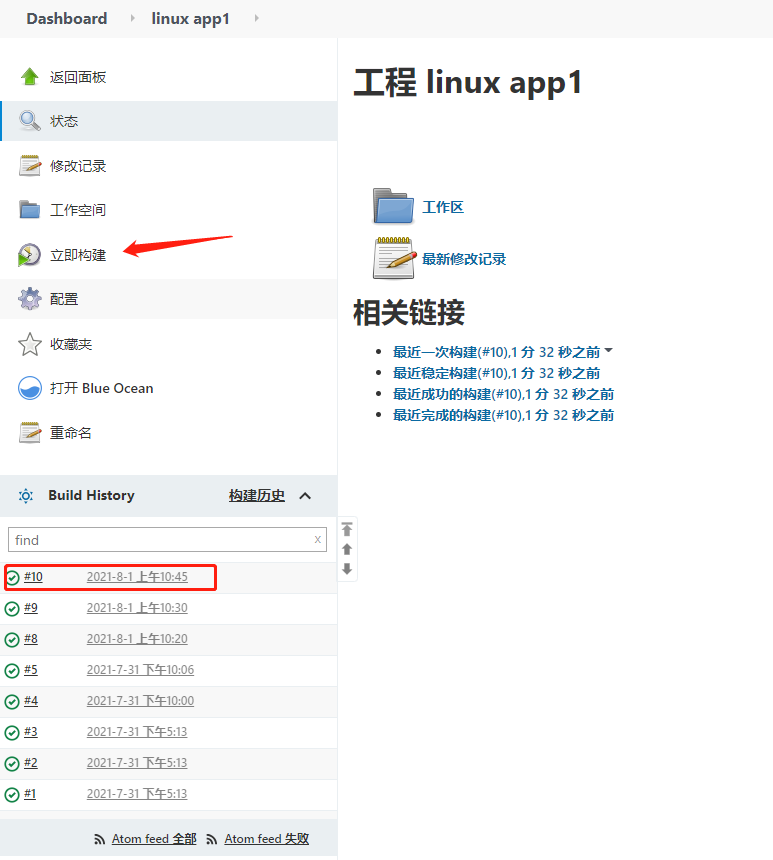 Dashboard linux app1
返回面板
状态
修改记录
工作空间
立即构建
配置
收藏夹
打开 Blue Ocean
重命名
Build History 构建历史
find x
#10 2021-8-1 上午10:45
#9 2021-8-1 上午10:30
#8 2021-8-1 上午10:20
#5 2021-7-31 下午10:06
#4 2021-7-31 下午10:00
#3 2021-7-31 下午5:13
#2 2021-7-31 下午5:13
#1 2021-7-31 下午5:13
Atom feed 全部 Atom feed 失败
工程 linux app1
工作区
最新修改记录
相关链接
最近一次构建(#10),1 分 32 秒之前
最近稳定构建(#10),1 分 32 秒之前
最近成功的构建(#10),1 分 32 秒之前
最近完成的构建(#10),1 分 32 秒之前